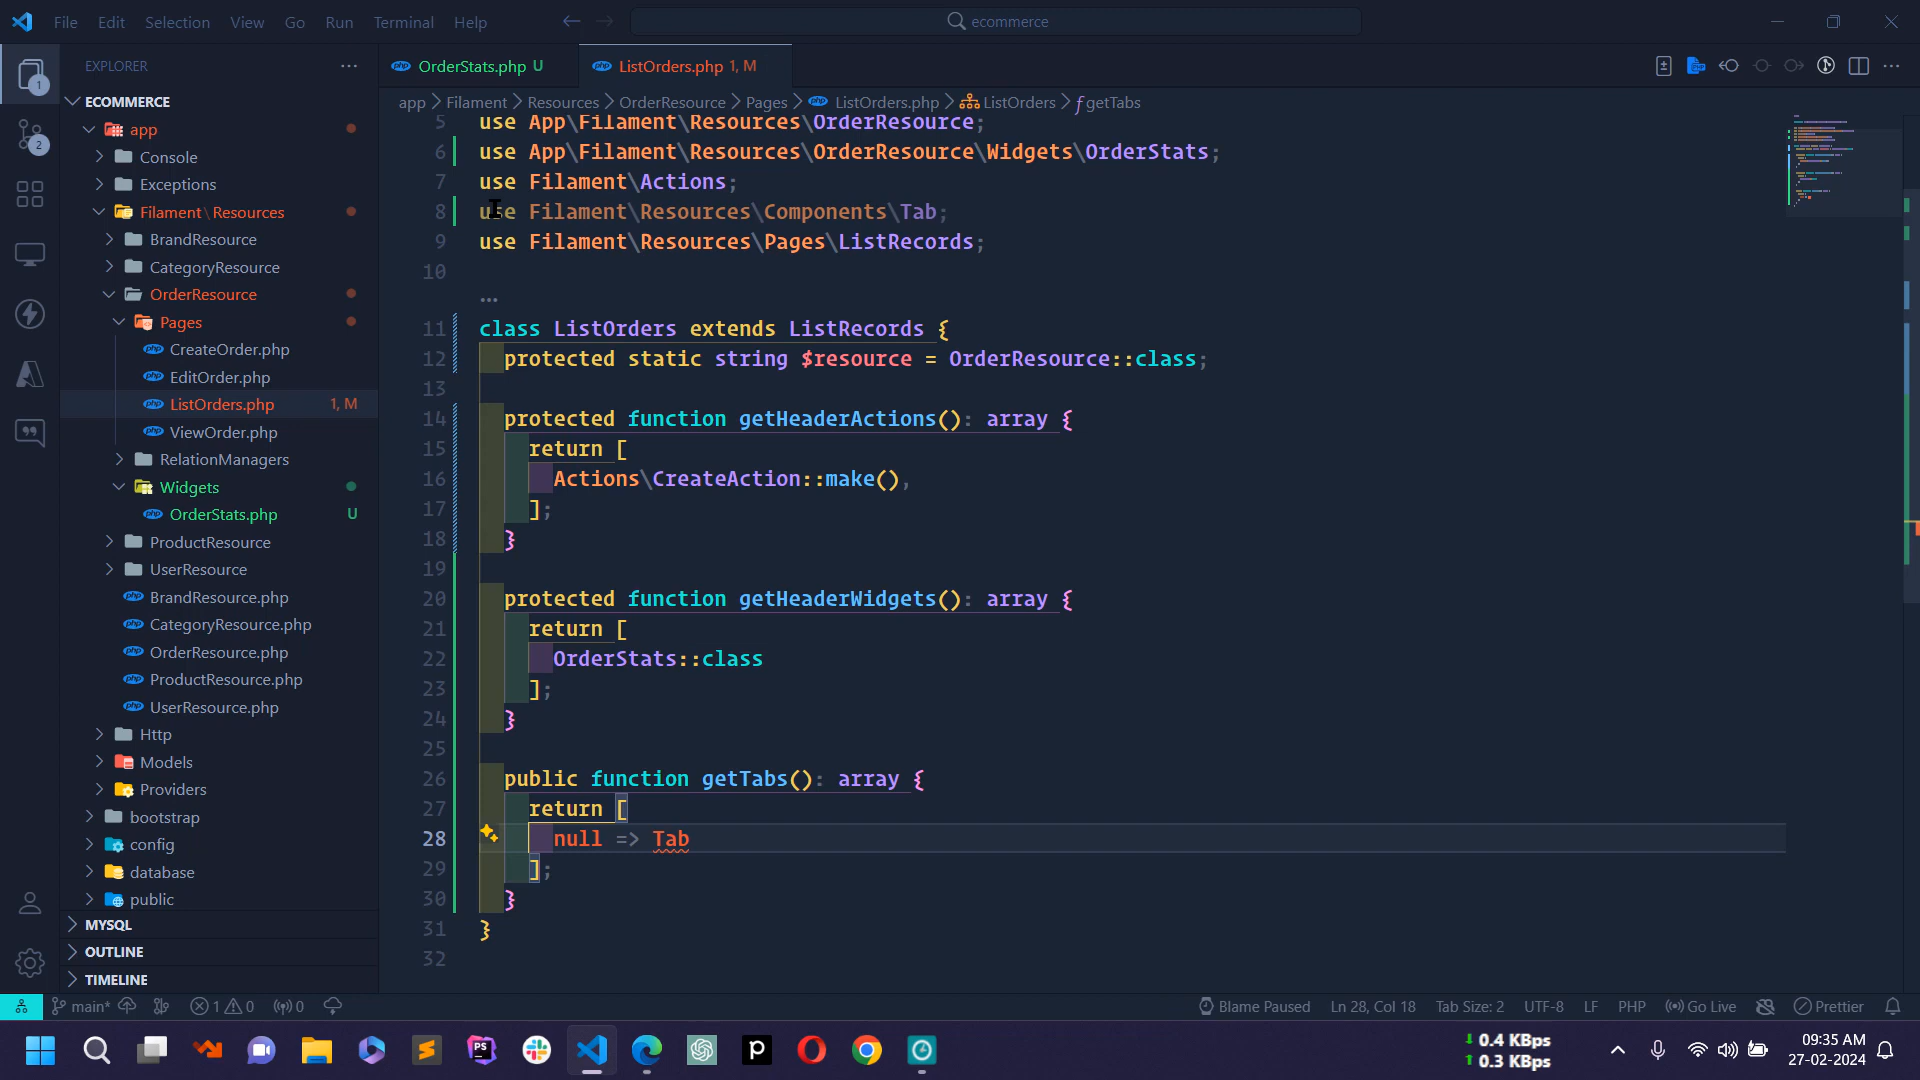 File Edit Selection View Go Run Terminal Help
ecommerce
EXPLORER
ECOMMERCE
app
Console
Exceptions
Filament \ Resources
BrandResource
CategoryResource
OrderResource
Pages
CreateOrder.php
EditOrder.php
ListOrders.php 1, M
ViewOrder.php
RelationManagers
Widgets
OrderStats.php U
ProductResource
UserResource
BrandResource.php
CategoryResource.php
OrderResource.php
ProductResource.php
UserResource.php
Http
Models
Providers
bootstrap
config
database
public
MYSQL
OUTLINE
TIMELINE
1
2
php OrderStats.php U
php ListOrders.php 1, M
app > Filament > Resources > OrderResource > Pages > ListOrders.php > ListOrders > getTabs
5 use App\Filament\Resources\OrderResource;
6 use App\Filament\Resources\OrderResource\Widgets\OrderStats;
7 use Filament\Actions;
8 use Filament\Resources\Components\Tab;
9 use Filament\Resources\Pages\ListRecords;
10
...
11 class ListOrders extends ListRecords {
12 protected static string $resource = OrderResource::class;
13
14 protected function getHeaderActions(): array {
15 return [
16 Actions\CreateAction::make(),
17 ];
18 }
19
20 protected function getHeaderWidgets(): array {
21 return [
22 OrderStats::class
23 ];
24 }
25
26 public function getTabs(): array {
27 return [
28 null => Tab
29 ];
30 }
31 }
32
main* 1 0 0 Blame Paused Ln 28, Col 18 Tab Size: 2 UTF-8 LF PHP Go Live Prettier
PS
P
0.4 KBps
0.3 KBps
09:35 AM
27-02-2024